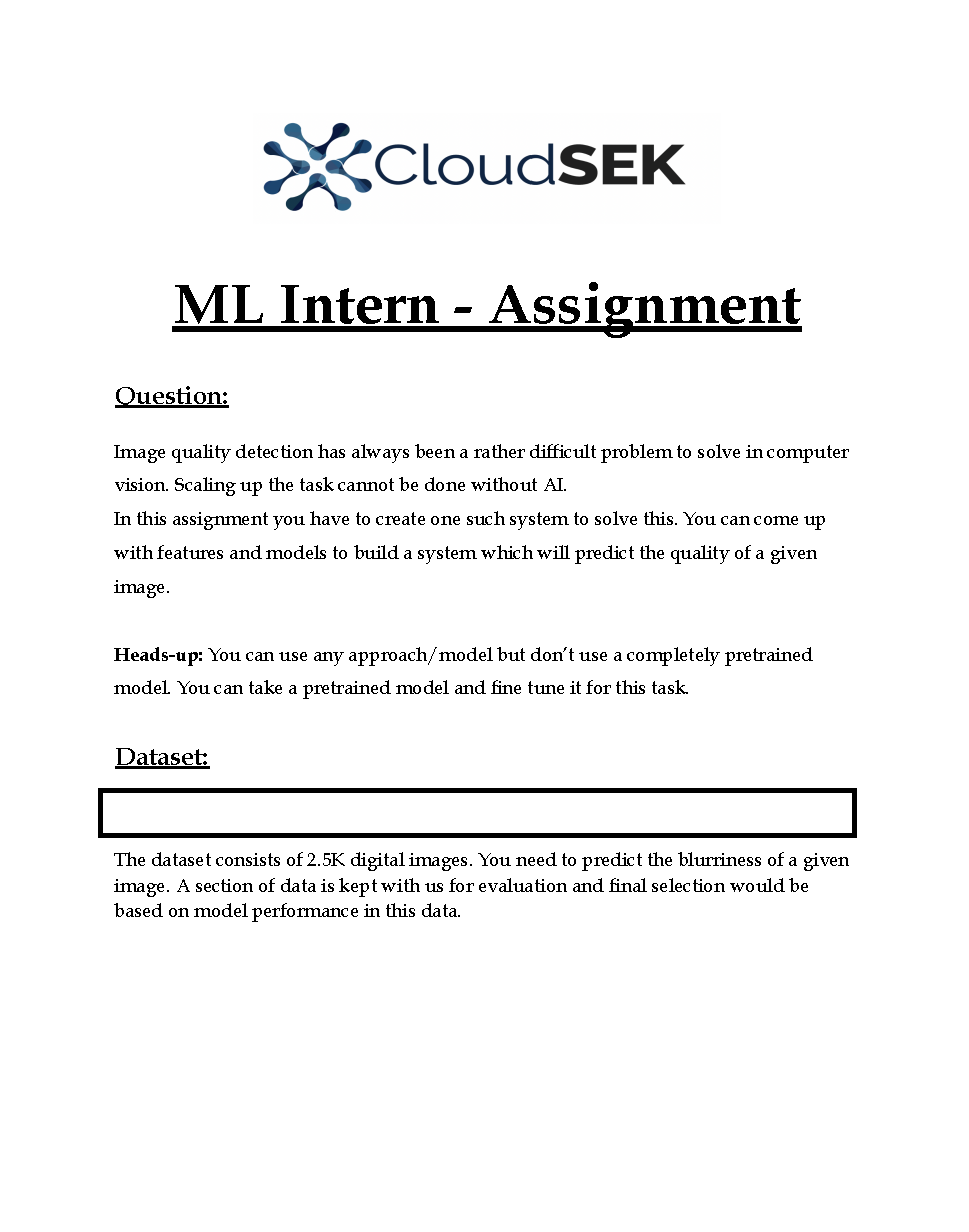 CloudSEK
ML Intern - Assignment
Question:
Image quality detection has always been a rather difficult problem to solve in computer
vision. Scaling up the task cannot be done without AI.
In this assignment you have to create one such system to solve this. You can come up
with features and models to build a system which will predict the quality of a given
image.
Heads-up: You can use any approach/model but don't use a completely pretrained
model. You can take a pretrained model and fine tune it for this task.
Dataset:
The dataset consists of 2.5K digital images. You need to predict the blurriness of a given
image. A section of data is kept with us for evaluation and final selection would be
based on model performance in this data.